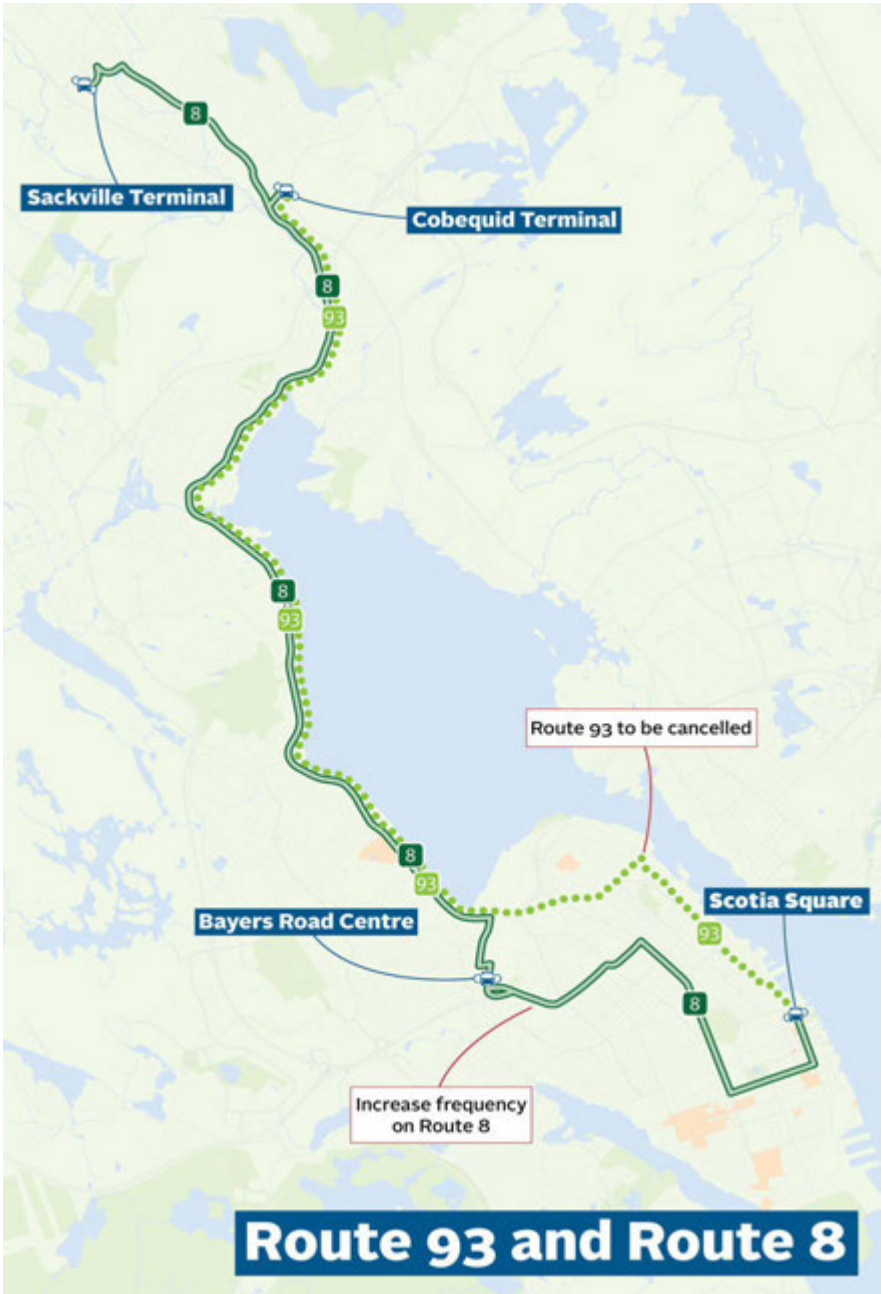 8
Sackville Terminal
Cobequid Terminal
8
93
8
93
Route 93 to be cancelled
8
93
Scotia Square
Bayers Road Centre
93
8
Increase frequency
on Route 8
Route 93 and Route 8